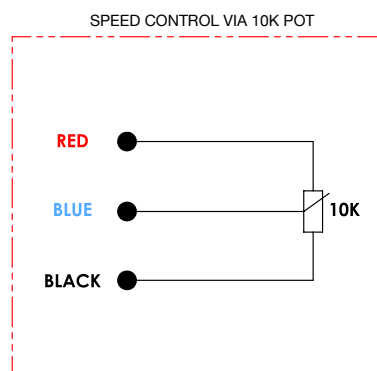 SPEED CONTROL VIA 10K POT
RED
BLUE
10K
BLACK